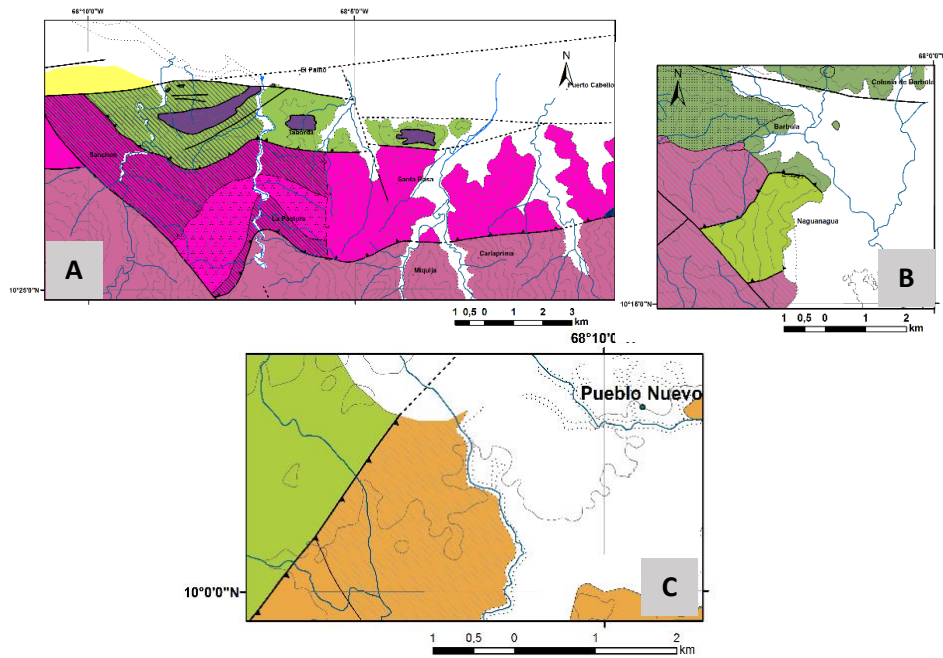 68°10'0"W
68°5'0"W
El Palito
N
Puerto Cabello
Taborda
Sanchón
Santa Rosa
La Pastora
Miquija
Cariaprima
A
10°25'0"N
1 0,5 0 1 2 3
km
68°0'0"W
N
Colonia de Bárbula
Barbula
Naguanagua
B
10°15'0"N
1 0,5 0 1 2
km
68°10'0"
Pueblo Nuevo
C
10°0'0"N
1 0,5 0 1 2
km